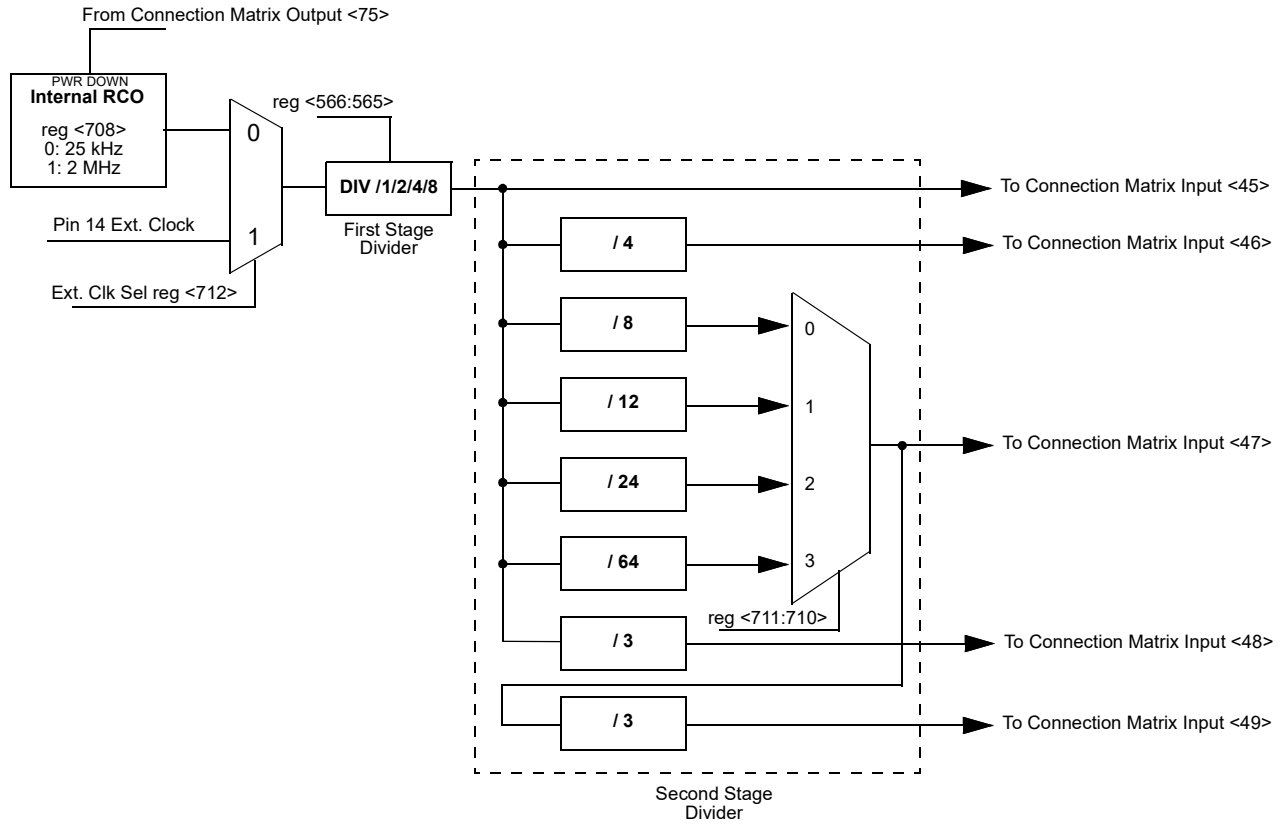 From Connection Matrix Output <75>
PWR DOWN
Internal RCO
reg <708>
0: 25 kHz
1: 2 MHz
0
1
Pin 14 Ext. Clock
Ext. Clk Sel reg <712>
reg <566:565>
DIV /1/2/4/8
First Stage
Divider
To Connection Matrix Input <45>
/ 4
To Connection Matrix Input <46>
/ 8
0
/ 12
1
To Connection Matrix Input <47>
/ 24
2
/ 64
3
reg <711:710>
/ 3
To Connection Matrix Input <48>
/ 3
To Connection Matrix Input <49>
Second Stage
Divider